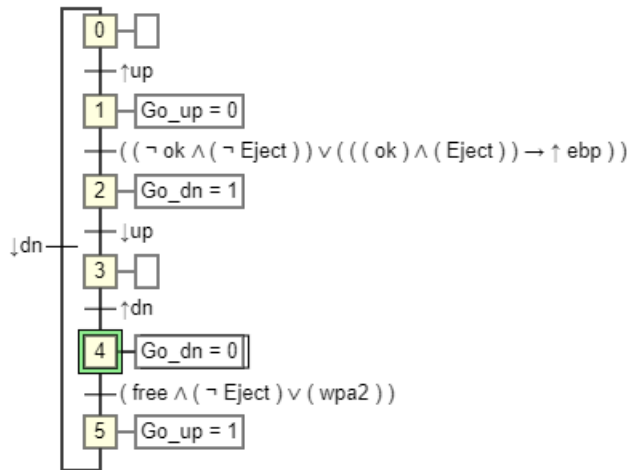 0
↑up
1 Go_up = 0
( ( ¬ ok ∧ ( ¬ Eject ) ) ∨ ( ( ( ok ) ∧ ( Eject ) ) → ↑ ebp ) )
2 Go_dn = 1
↓up
↓dn
3
↑dn
4 Go_dn = 0
( free ∧ ( ¬ Eject ) ∨ ( wpa2 ) )
5 Go_up = 1